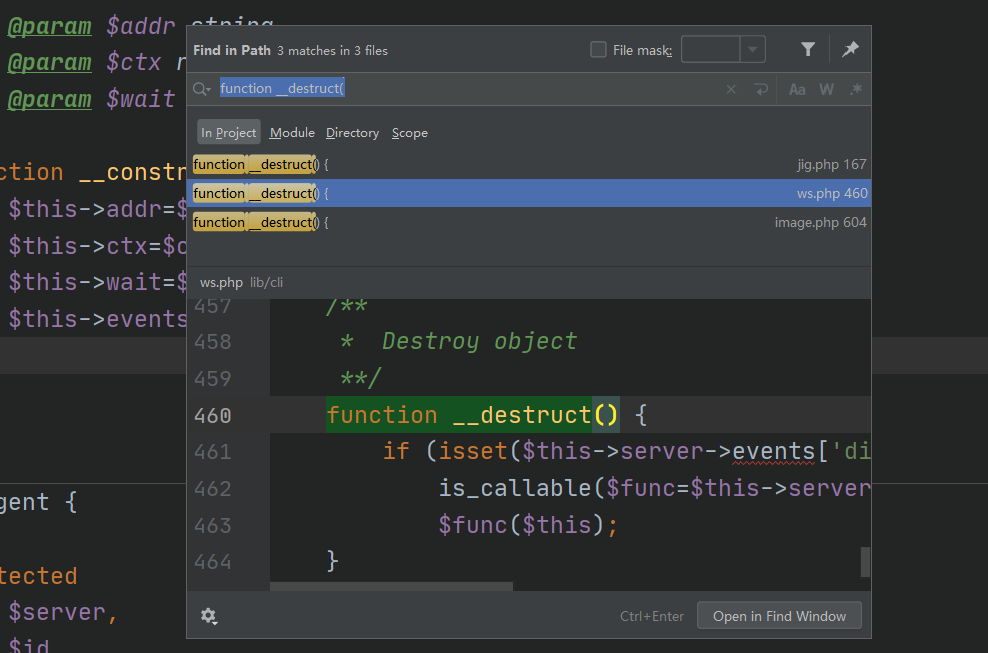 @param $addr string
@param $ctx
@param $wait
ction __constr
$this->addr=$
$this->ctx=$c
$this->wait=$
$this->events
gent {
tected
$server,
$id
Find in Path 3 matches in 3 files
File mask:
function __destruct(
Aa W .*
In Project Module Directory Scope
function __destruct() { jig.php 167
function __destruct() { ws.php 460
function __destruct() { image.php 604
ws.php lib/cli
457 /**
458 * Destroy object
459 **/
460 function __destruct() {
461 if (isset($this->server->events['di
462 is_callable($func=$this->server
463 $func($this);
464 }
Ctrl+Enter Open in Find Window